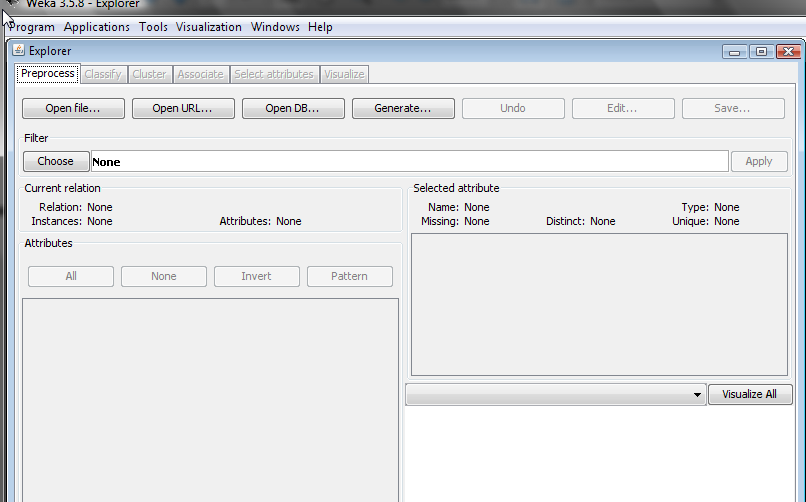 Weka 3.5.8 - Explorer
Program Applications Tools Visualization Windows Help
Explorer
Preprocess Classify Cluster Associate Select attributes Visualize
Open file... Open URL... Open DB... Generate... Undo Edit... Save...
Filter
Choose None Apply
Current relation
Relation: None
Instances: None Attributes: None
Selected attribute
Name: None Type: None
Missing: None Distinct: None Unique: None
Attributes
All None Invert Pattern
Visualize All